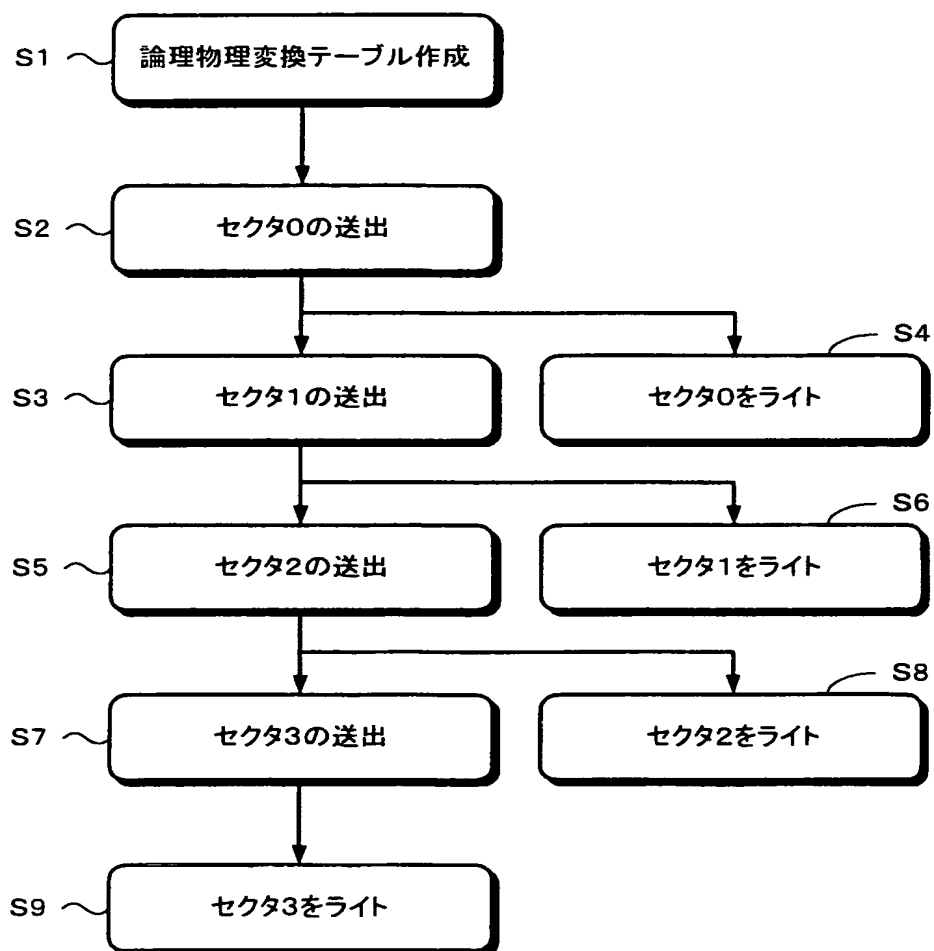 S1 論理物理変換テーブル作成
S2 セクタ0の送出
S4
S3 セクタ1の送出 セクタ0をライト
S6
S5 セクタ2の送出 セクタ1をライト
S8
S7 セクタ3の送出 セクタ2をライト
S9 セクタ3をライト